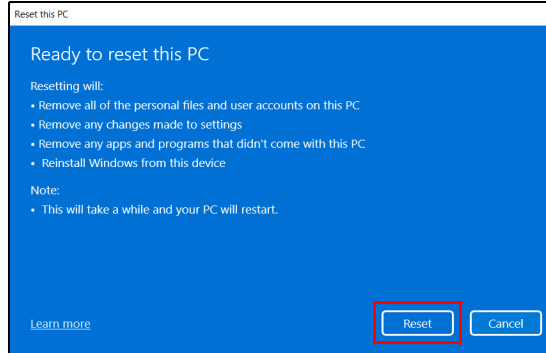 Reset this PC
Ready to reset this PC
Resetting will:
• Remove all of the personal files and user accounts on this PC
• Remove any changes made to settings
• Remove any apps and programs that didn't come with this PC
• Reinstall Windows from this device
Note:
• This will take a while and your PC will restart.
Learn more
Reset
Cancel